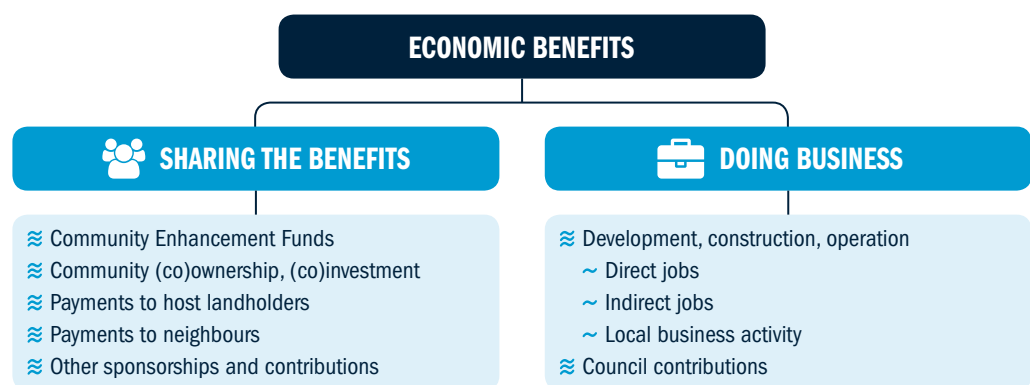 ECONOMIC BENEFITS
SHARING THE BENEFITS
Community Enhancement Funds
Community (co)ownership, (co)investment
Payments to host landholders
Payments to neighbours
Other sponsorships and contributions
DOING BUSINESS
Development, construction, operation
Direct jobs
Indirect jobs
Local business activity
Council contributions